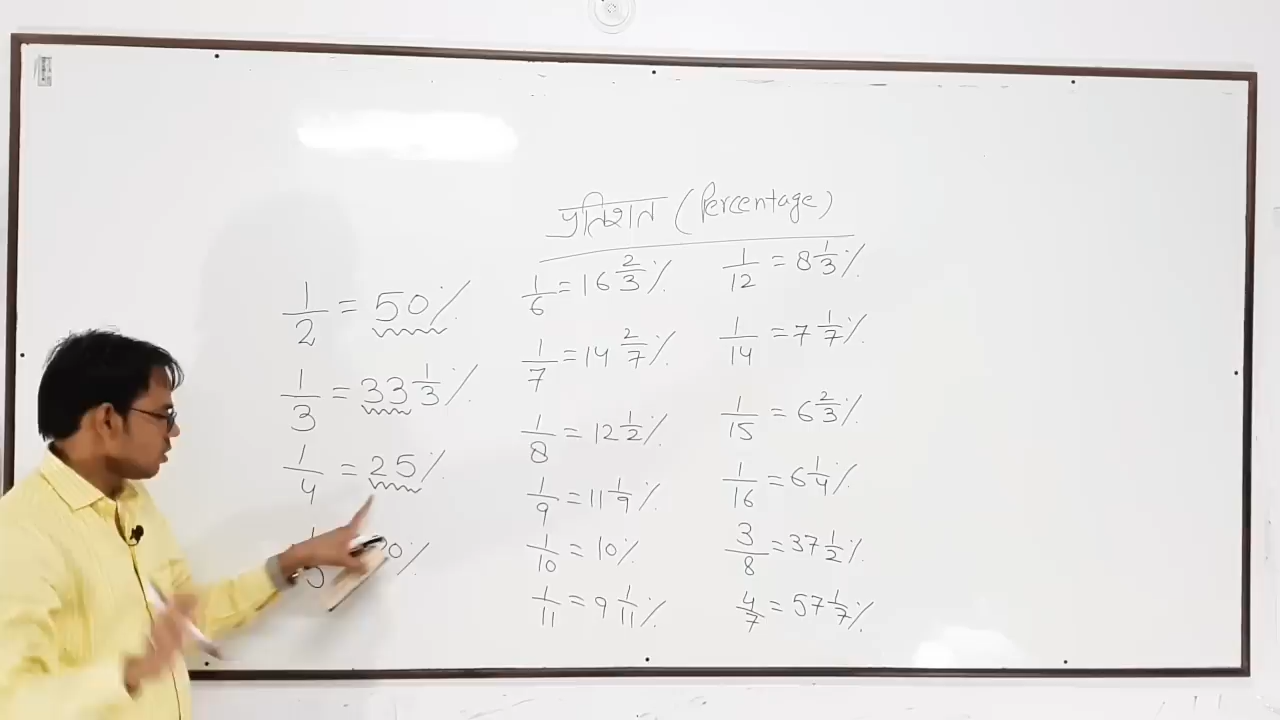 प्रतिशत (Percentage)
1/2 = 50%
1/3 = 33 1/3 %
1/4 = 25%
1/6 = 16 2/3 %
1/7 = 14 2/7 %
1/8 = 12 1/2 %
1/9 = 11 1/9 %
1/10 = 10%
1/11 = 9 1/11 %
1/12 = 8 1/3 %
1/14 = 7 1/7 %
1/15 = 6 2/3 %
1/16 = 6 1/4 %
3/8 = 37 1/2 %
4/7 = 57 1/7 %